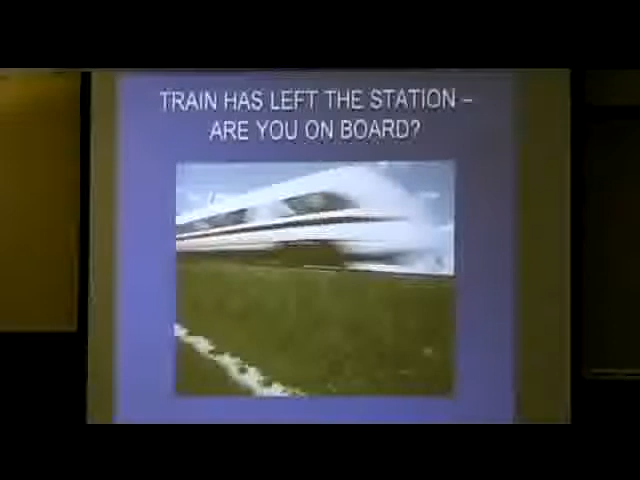 TRAIN HAS LEFT THE STATION –
ARE YOU ON BOARD?